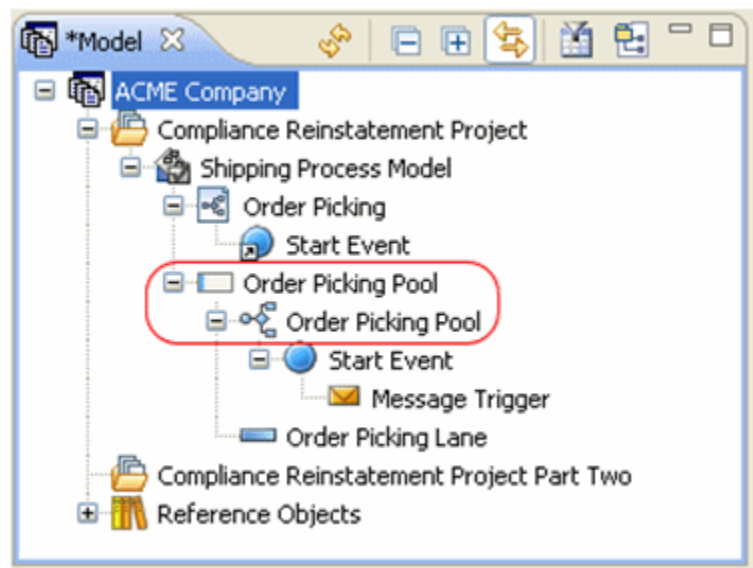 *Model
ACME Company
Compliance Reinstatement Project
Shipping Process Model
Order Picking
Start Event
Order Picking Pool
Order Picking Pool
Start Event
Message Trigger
Order Picking Lane
Compliance Reinstatement Project Part Two
Reference Objects